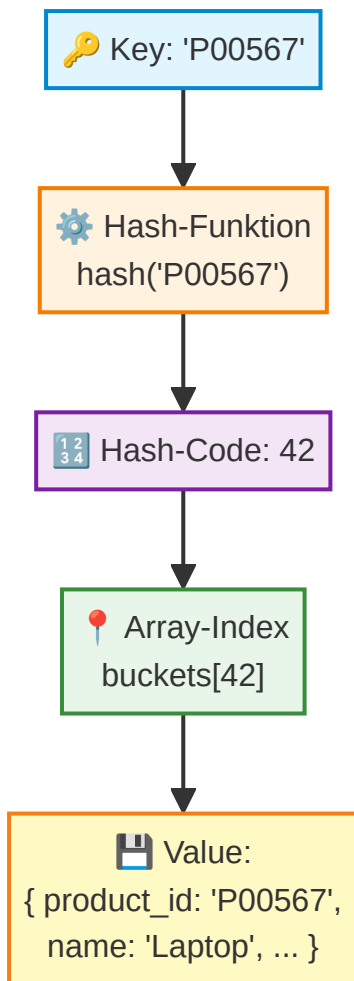 🔑 Key: 'P00567'
⚙️ Hash-Funktion
hash('P00567')
🔢 Hash-Code: 42
📍 Array-Index
buckets[42]
💾 Value:
{ product_id: 'P00567',
name: 'Laptop', ... }